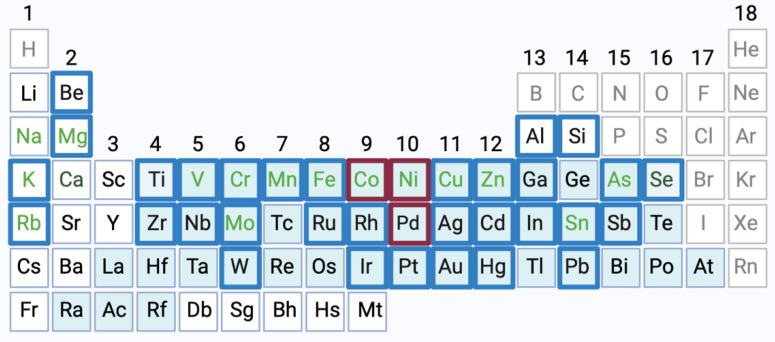 1 18
H He
2 13 14 15 16 17
Li Be B C N O F Ne
Na Mg 3 4 5 6 7 8 9 10 11 12 Al Si P S Cl Ar
K Ca Sc Ti V Cr Mn Fe Co Ni Cu Zn Ga Ge As Se Br Kr
Rb Sr Y Zr Nb Mo Tc Ru Rh Pd Ag Cd In Sn Sb Te I Xe
Cs Ba La Hf Ta W Re Os Ir Pt Au Hg Tl Pb Bi Po At Rn
Fr Ra Ac Rf Db Sg Bh Hs Mt